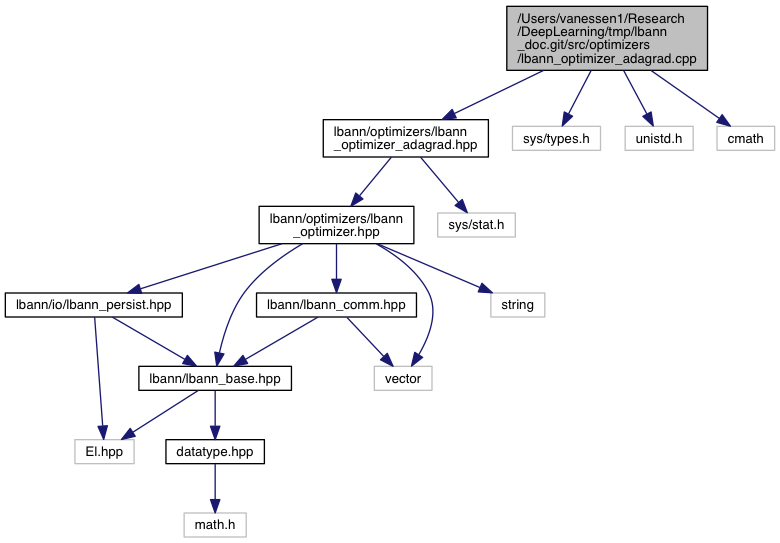 /Users/vanessen1/Research
/DeepLearning/tmp/lbann
_doc.git/src/optimizers
/lbann_optimizer_adagrad.cpp
lbann/optimizers/lbann
_optimizer_adagrad.hpp
sys/types.h
unistd.h
cmath
lbann/optimizers/lbann
_optimizer.hpp
sys/stat.h
lbann/io/lbann_persist.hpp
lbann/lbann_comm.hpp
string
lbann/lbann_base.hpp
vector
El.hpp
datatype.hpp
math.h